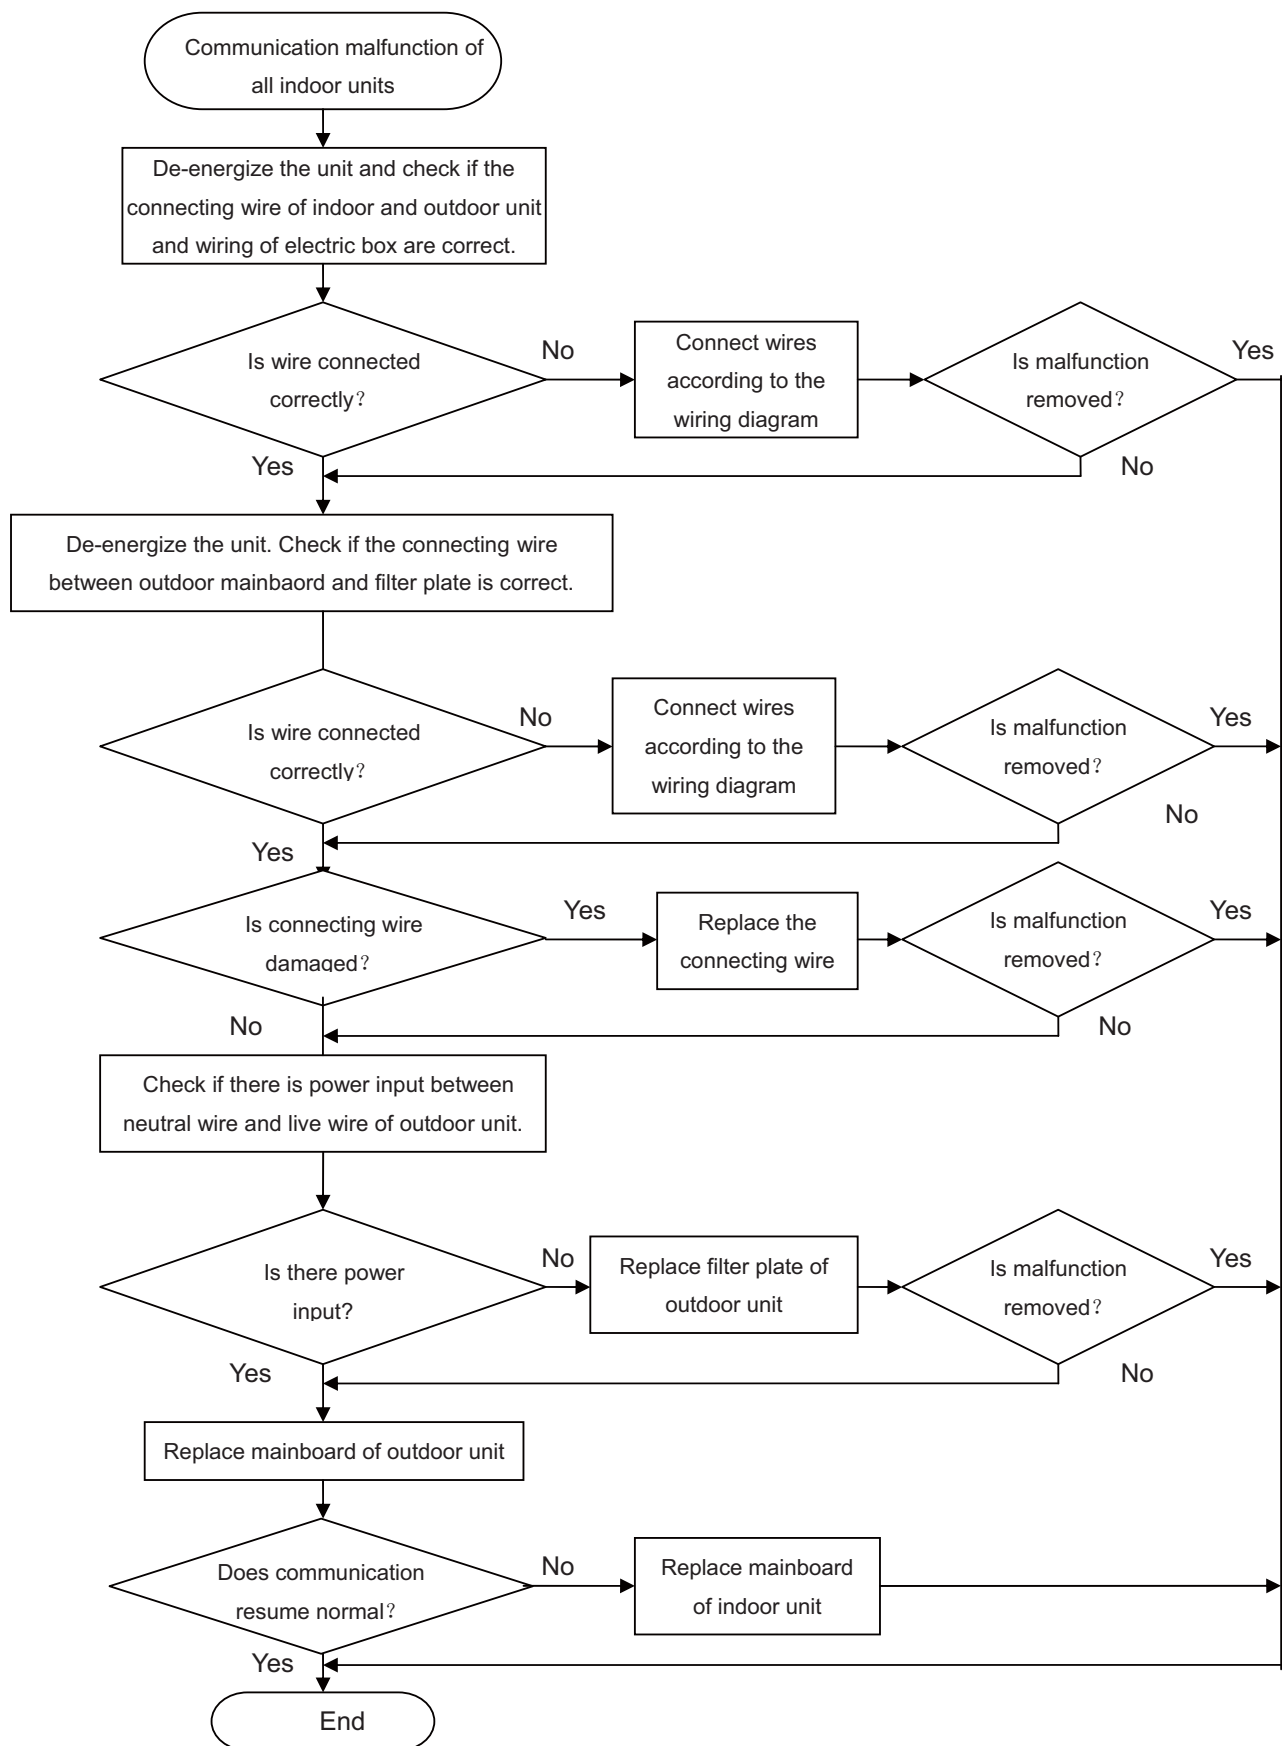 Communication malfunction of
all indoor units
De-energize the unit and check if the
connecting wire of indoor and outdoor unit
and wiring of electric box are correct.
Is wire connected
correctly?
No
Connect wires
according to the
wiring diagram
Is malfunction
removed?
Yes
Yes
No
De-energize the unit. Check if the connecting wire
between outdoor mainbaord and filter plate is correct.
Is wire connected
correctly?
No
Connect wires
according to the
wiring diagram
Is malfunction
removed?
Yes
No
Yes
Is connecting wire
damaged?
Yes
Replace the
connecting wire
Is malfunction
removed?
Yes
No
No
Check if there is power input between
neutral wire and live wire of outdoor unit.
Is there power
input?
No
Replace filter plate of
outdoor unit
Is malfunction
removed?
Yes
Yes
No
Replace mainboard of outdoor unit
Does communication
resume normal?
No
Replace mainboard
of indoor unit
Yes
End